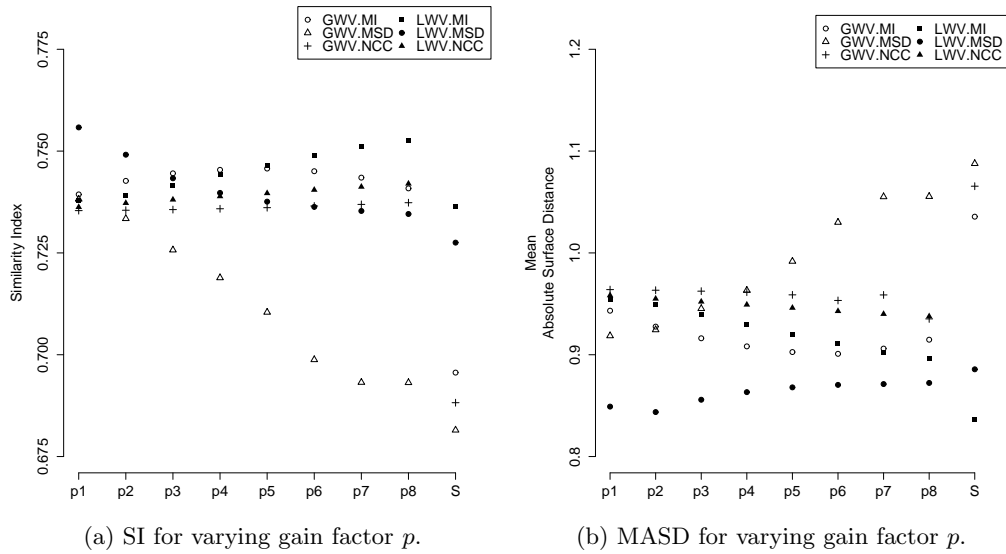 GWV.MI LWV.MI
GWV.MSD LWV.MSD
GWV.NCC LWV.NCC
0.775
0.750
0.725
0.700
0.675
Similarity Index
p1 p2 p3 p4 p5 p6 p7 p8 S
(a) SI for varying gain factor p.
GWV.MI LWV.MI
GWV.MSD LWV.MSD
GWV.NCC LWV.NCC
1.2
1.1
1.0
0.9
0.8
Mean
Absolute Surface Distance
p1 p2 p3 p4 p5 p6 p7 p8 S
(b) MASD for varying gain factor p.